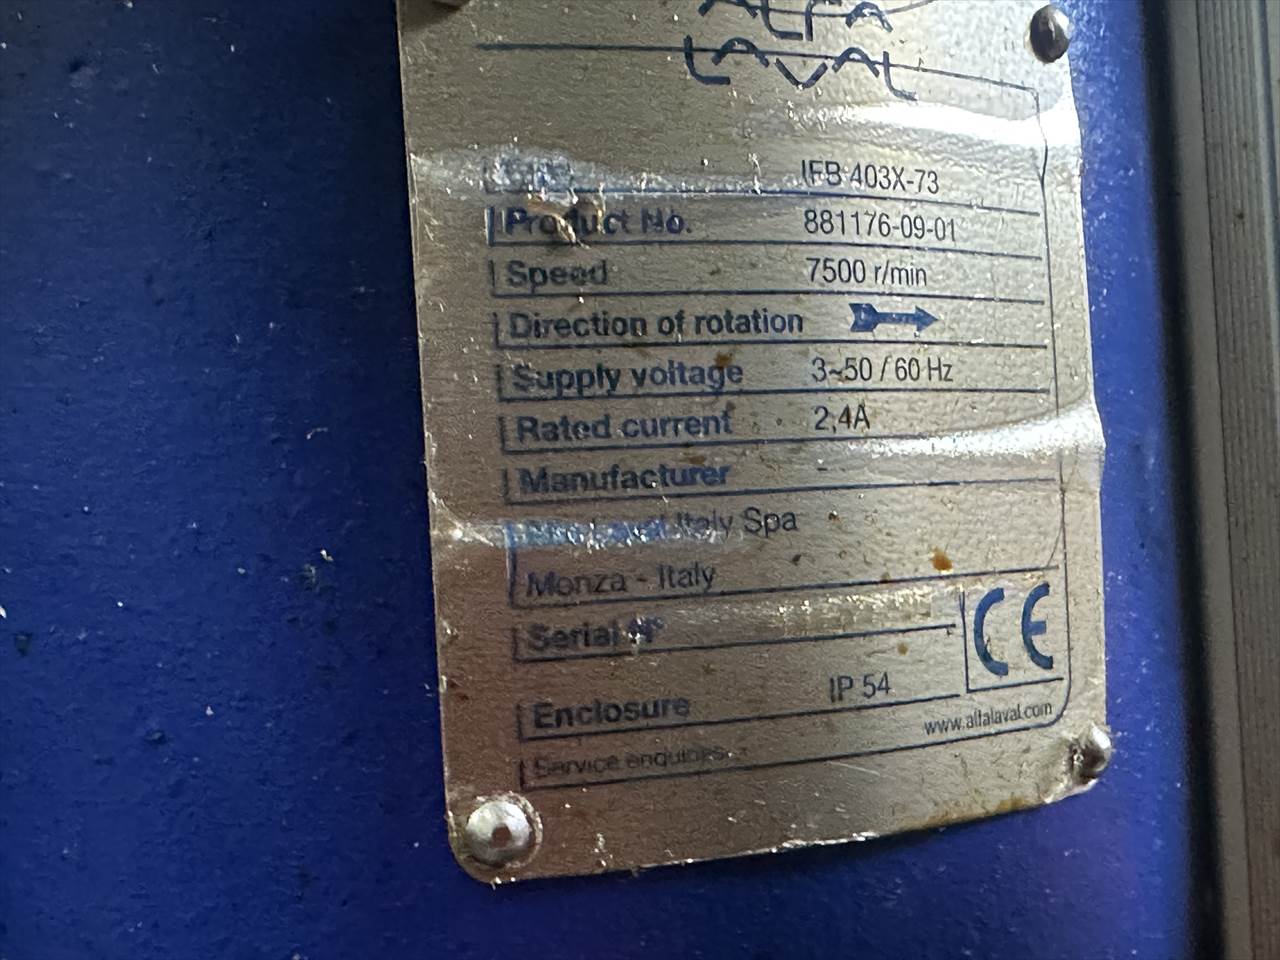 ALFA
LAVAL
IFB 403X-73
Product No. 881176-09-01
Speed 7500 r/min
Direction of rotation
Supply voltage 3~50 / 60 Hz
Rated current 2,4A
Manufacturer -
Italy Spa
Monza - Italy
Serial N°
CE
Enclosure IP 54
www.alfalaval.com
Service enquiries